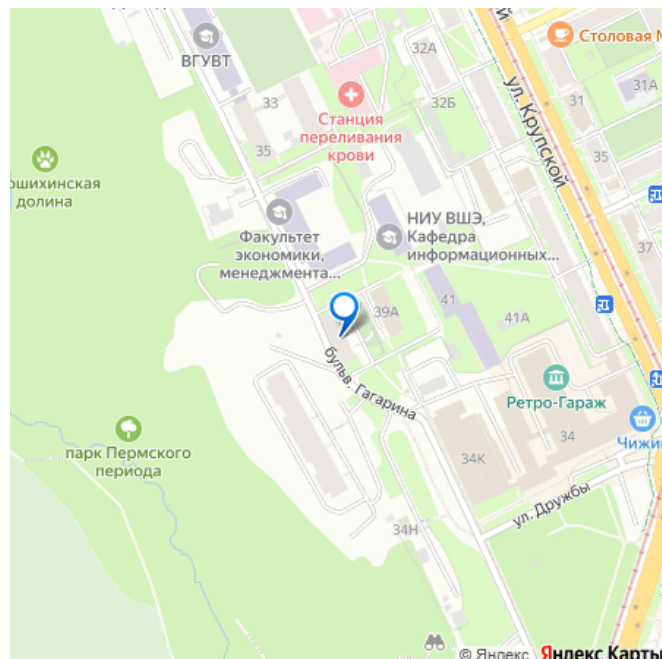 ской
Столовая М
ВГУВТ
32А
31А
33
Станция
переливания
крови
32Б
31
ул. Крупской
35
35
ошихинская
долина
37
Факультет
экономики,
менеджмента...
НИУ ВШЭ,
Кафедра
информационных...
39А
41
41А
бульв. Гагарина
Ретро-Гараж
парк Пермского
периода
34К
34
Чижик
ул. Дружбы
34Н
© Яндекс Яндекс Карты